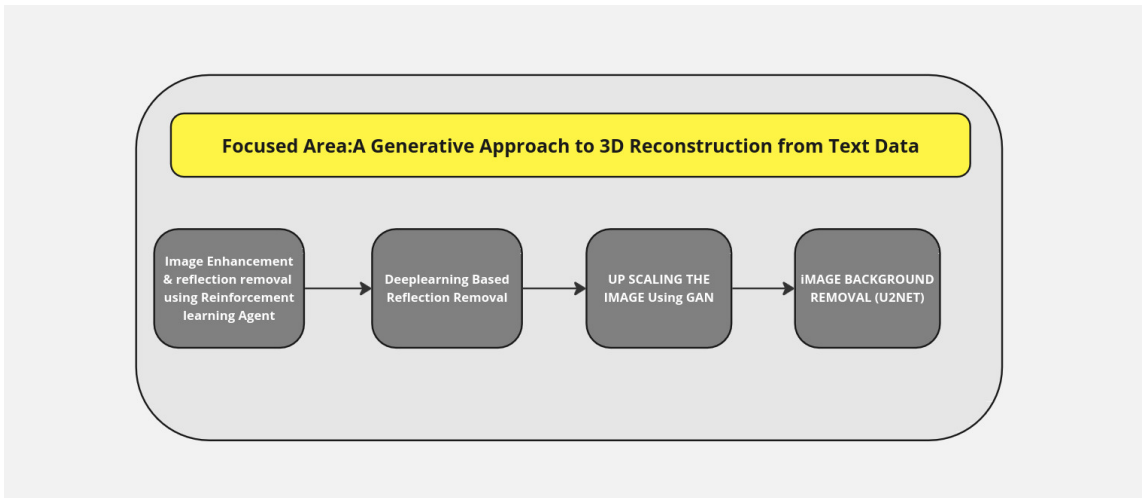 Focused Area:A Generative Approach to 3D Reconstruction from Text Data
Image Enhancement
& reflection removal
using Reinforcement
learning Agent
Deeplearning Based
Reflection Removal
UP SCALING THE
IMAGE Using GAN
iMAGE BACKGROUND
REMOVAL (U2NET)